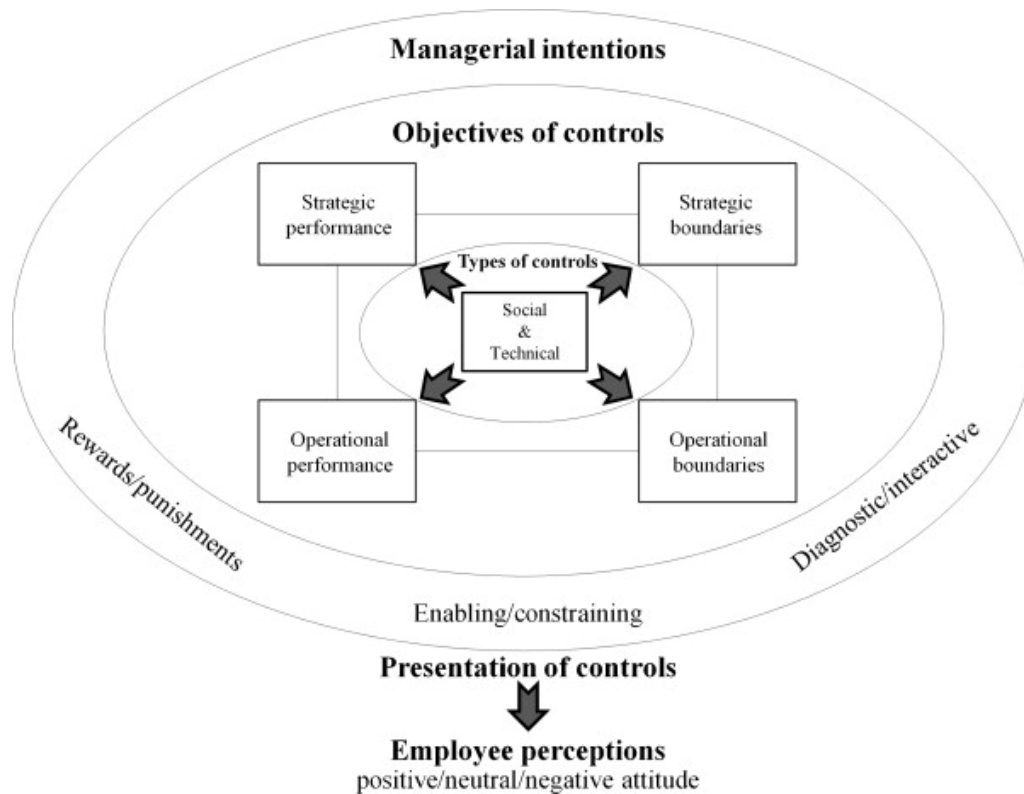 Managerial intentions
Objectives of controls
Strategic
performance
Strategic
boundaries
Types of controls
Social
&
Technical
Operational
performance
Operational
boundaries
Rewards/punishments
Diagnostic/interactive
Enabling/constraining
Presentation of controls
Employee perceptions
positive/neutral/negative attitude